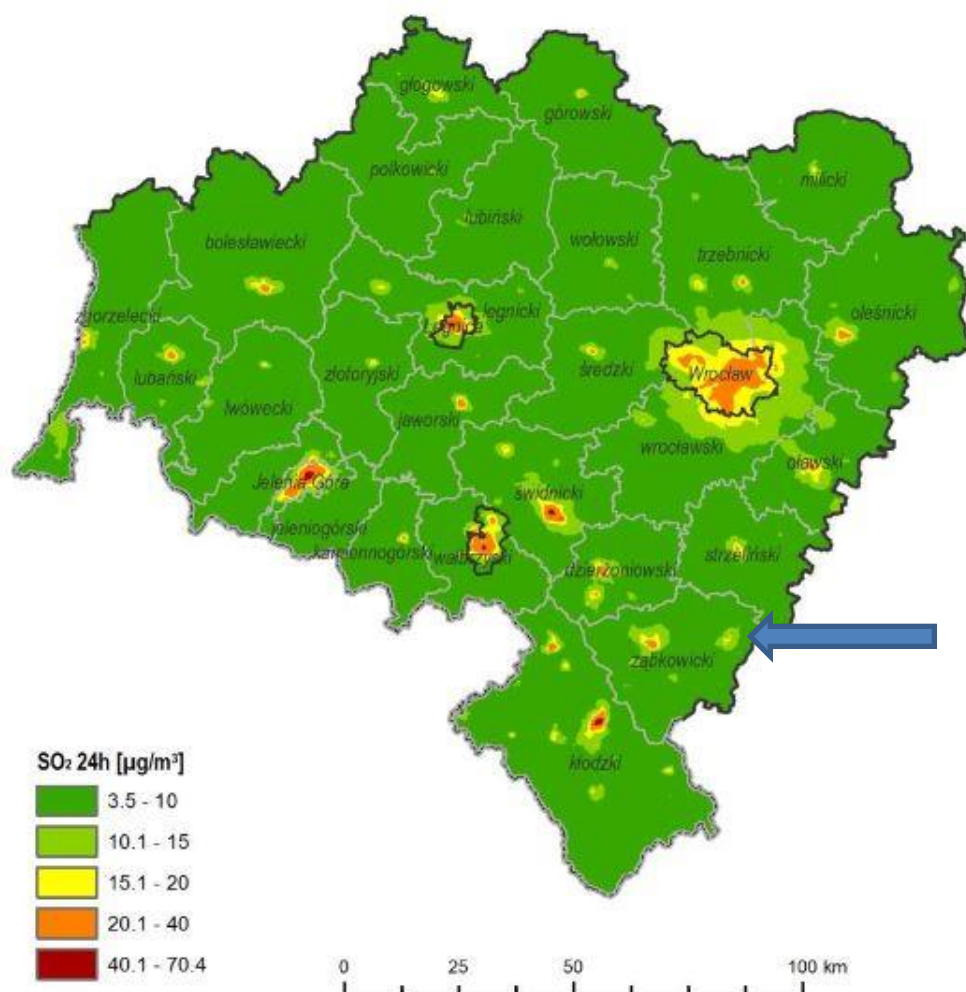 głogowski
górowski
polkowicki
milicki
lubiński
bolesławiecki
wołowski
trzebnicki
zgorzelecki
legnicki
oleśnicki
Legnica
lubański
złotoryjski
średzki
Wrocław
lwówecki
jaworski
wrocławski
oławski
Jelenia Góra
świdnicki
jeleniogórski
kamiennogórski
wałbrzyski
dzierżoniowski
strzeliński
ząbkowicki
kłodzki
SO₂ 24h [µg/m³]
3.5 - 10
10.1 - 15
15.1 - 20
20.1 - 40
40.1 - 70.4
0 25 50 100 km